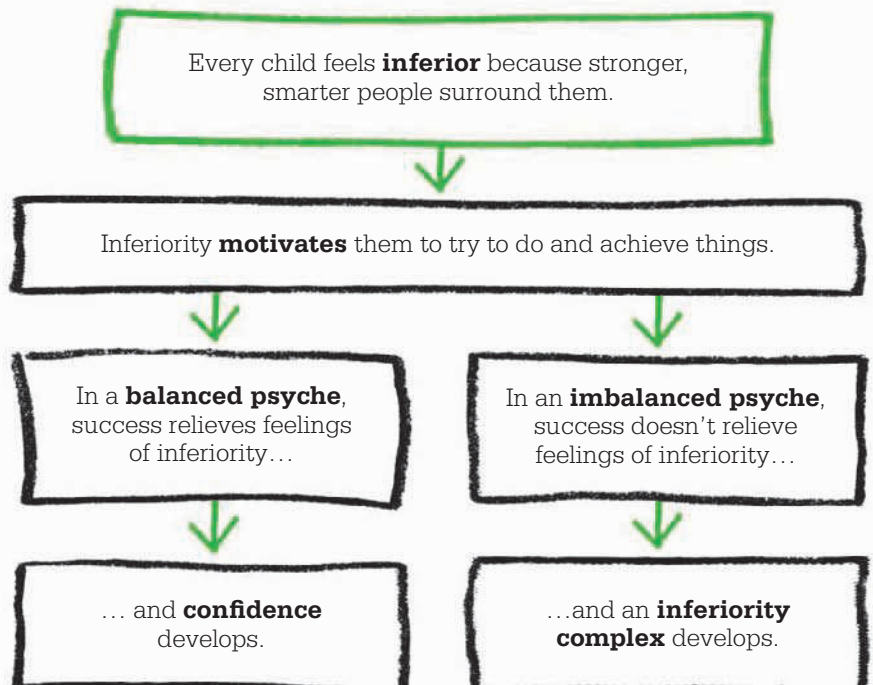 Every child feels inferior because stronger,
smarter people surround them.
Inferiority motivates them to try to do and achieve things.
In a balanced psyche,
success relieves feelings
of inferiority…
In an imbalanced psyche,
success doesn’t relieve
feelings of inferiority…
… and confidence
develops.
…and an inferiority
complex develops.